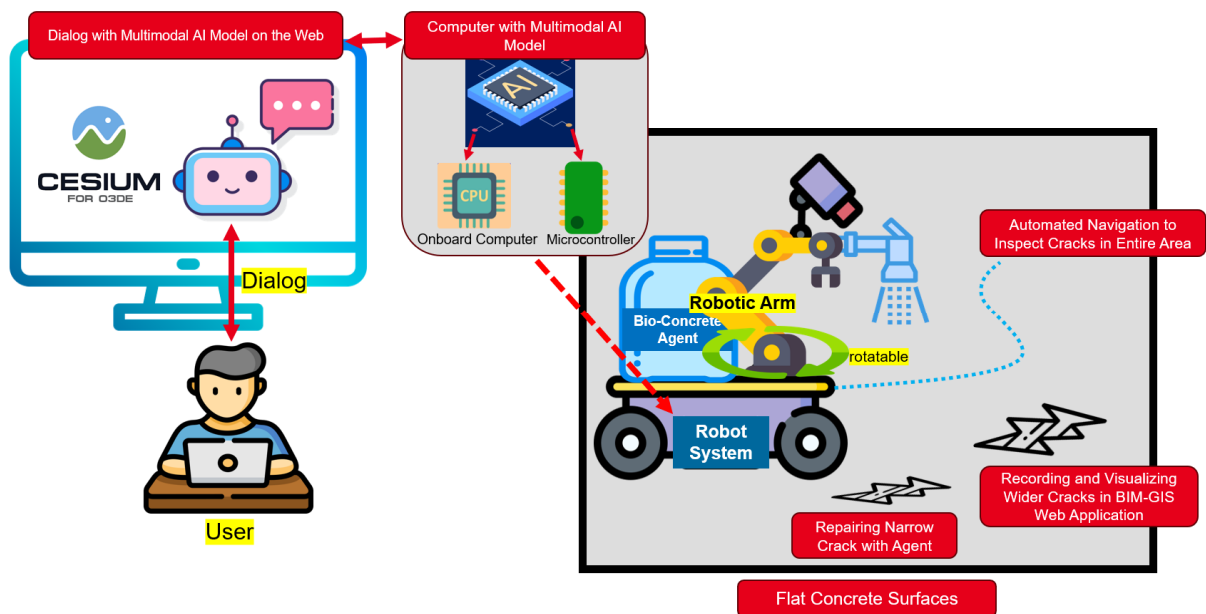 Dialog with Multimodal AI Model on the Web
Computer with Multimodal AI
Model
AI
CESIUM
FOR O3DE
CPU
Onboard Computer
Microcontroller
Dialog
User
Automated Navigation to
Inspect Cracks in Entire Area
Robotic Arm
Bio-Concrete
Agent
rotatable
Robot
System
Recording and Visualizing
Wider Cracks in BIM-GIS
Web Application
Repairing Narrow
Crack with Agent
Flat Concrete Surfaces